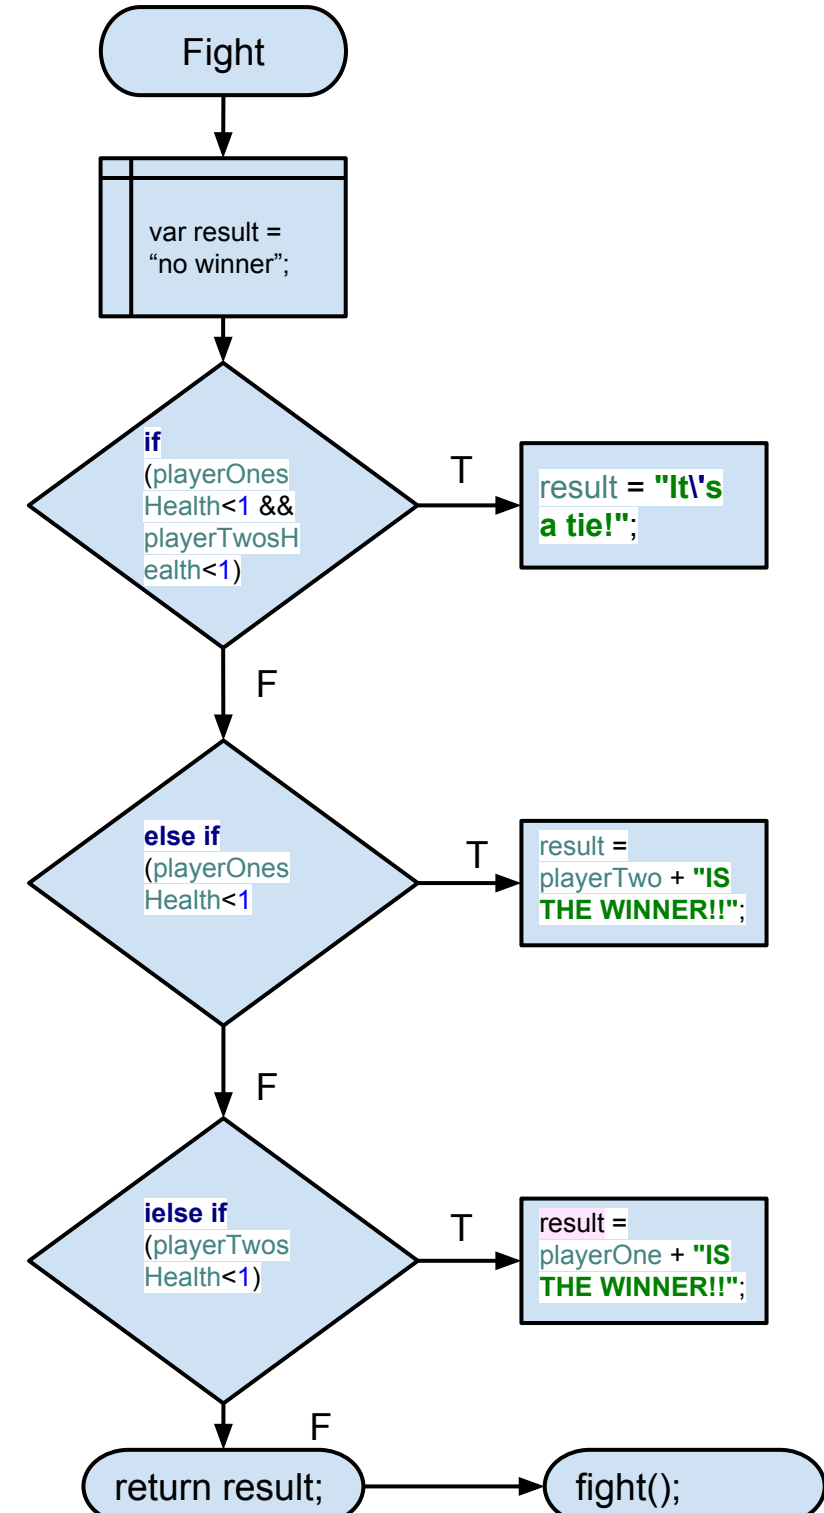 Fight
var result =
“no winner”;
if
(playerOnes
Health<1 &&
playerTwosH
ealth<1)
T
result = "It\'s
a tie!";
F
else if
(playerOnes
Health<1
T
result =
playerTwo + "IS
THE WINNER!!";
F
ielse if
(playerTwos
Health<1)
T
result =
playerOne + "IS
THE WINNER!!";
F
return result;
fight();